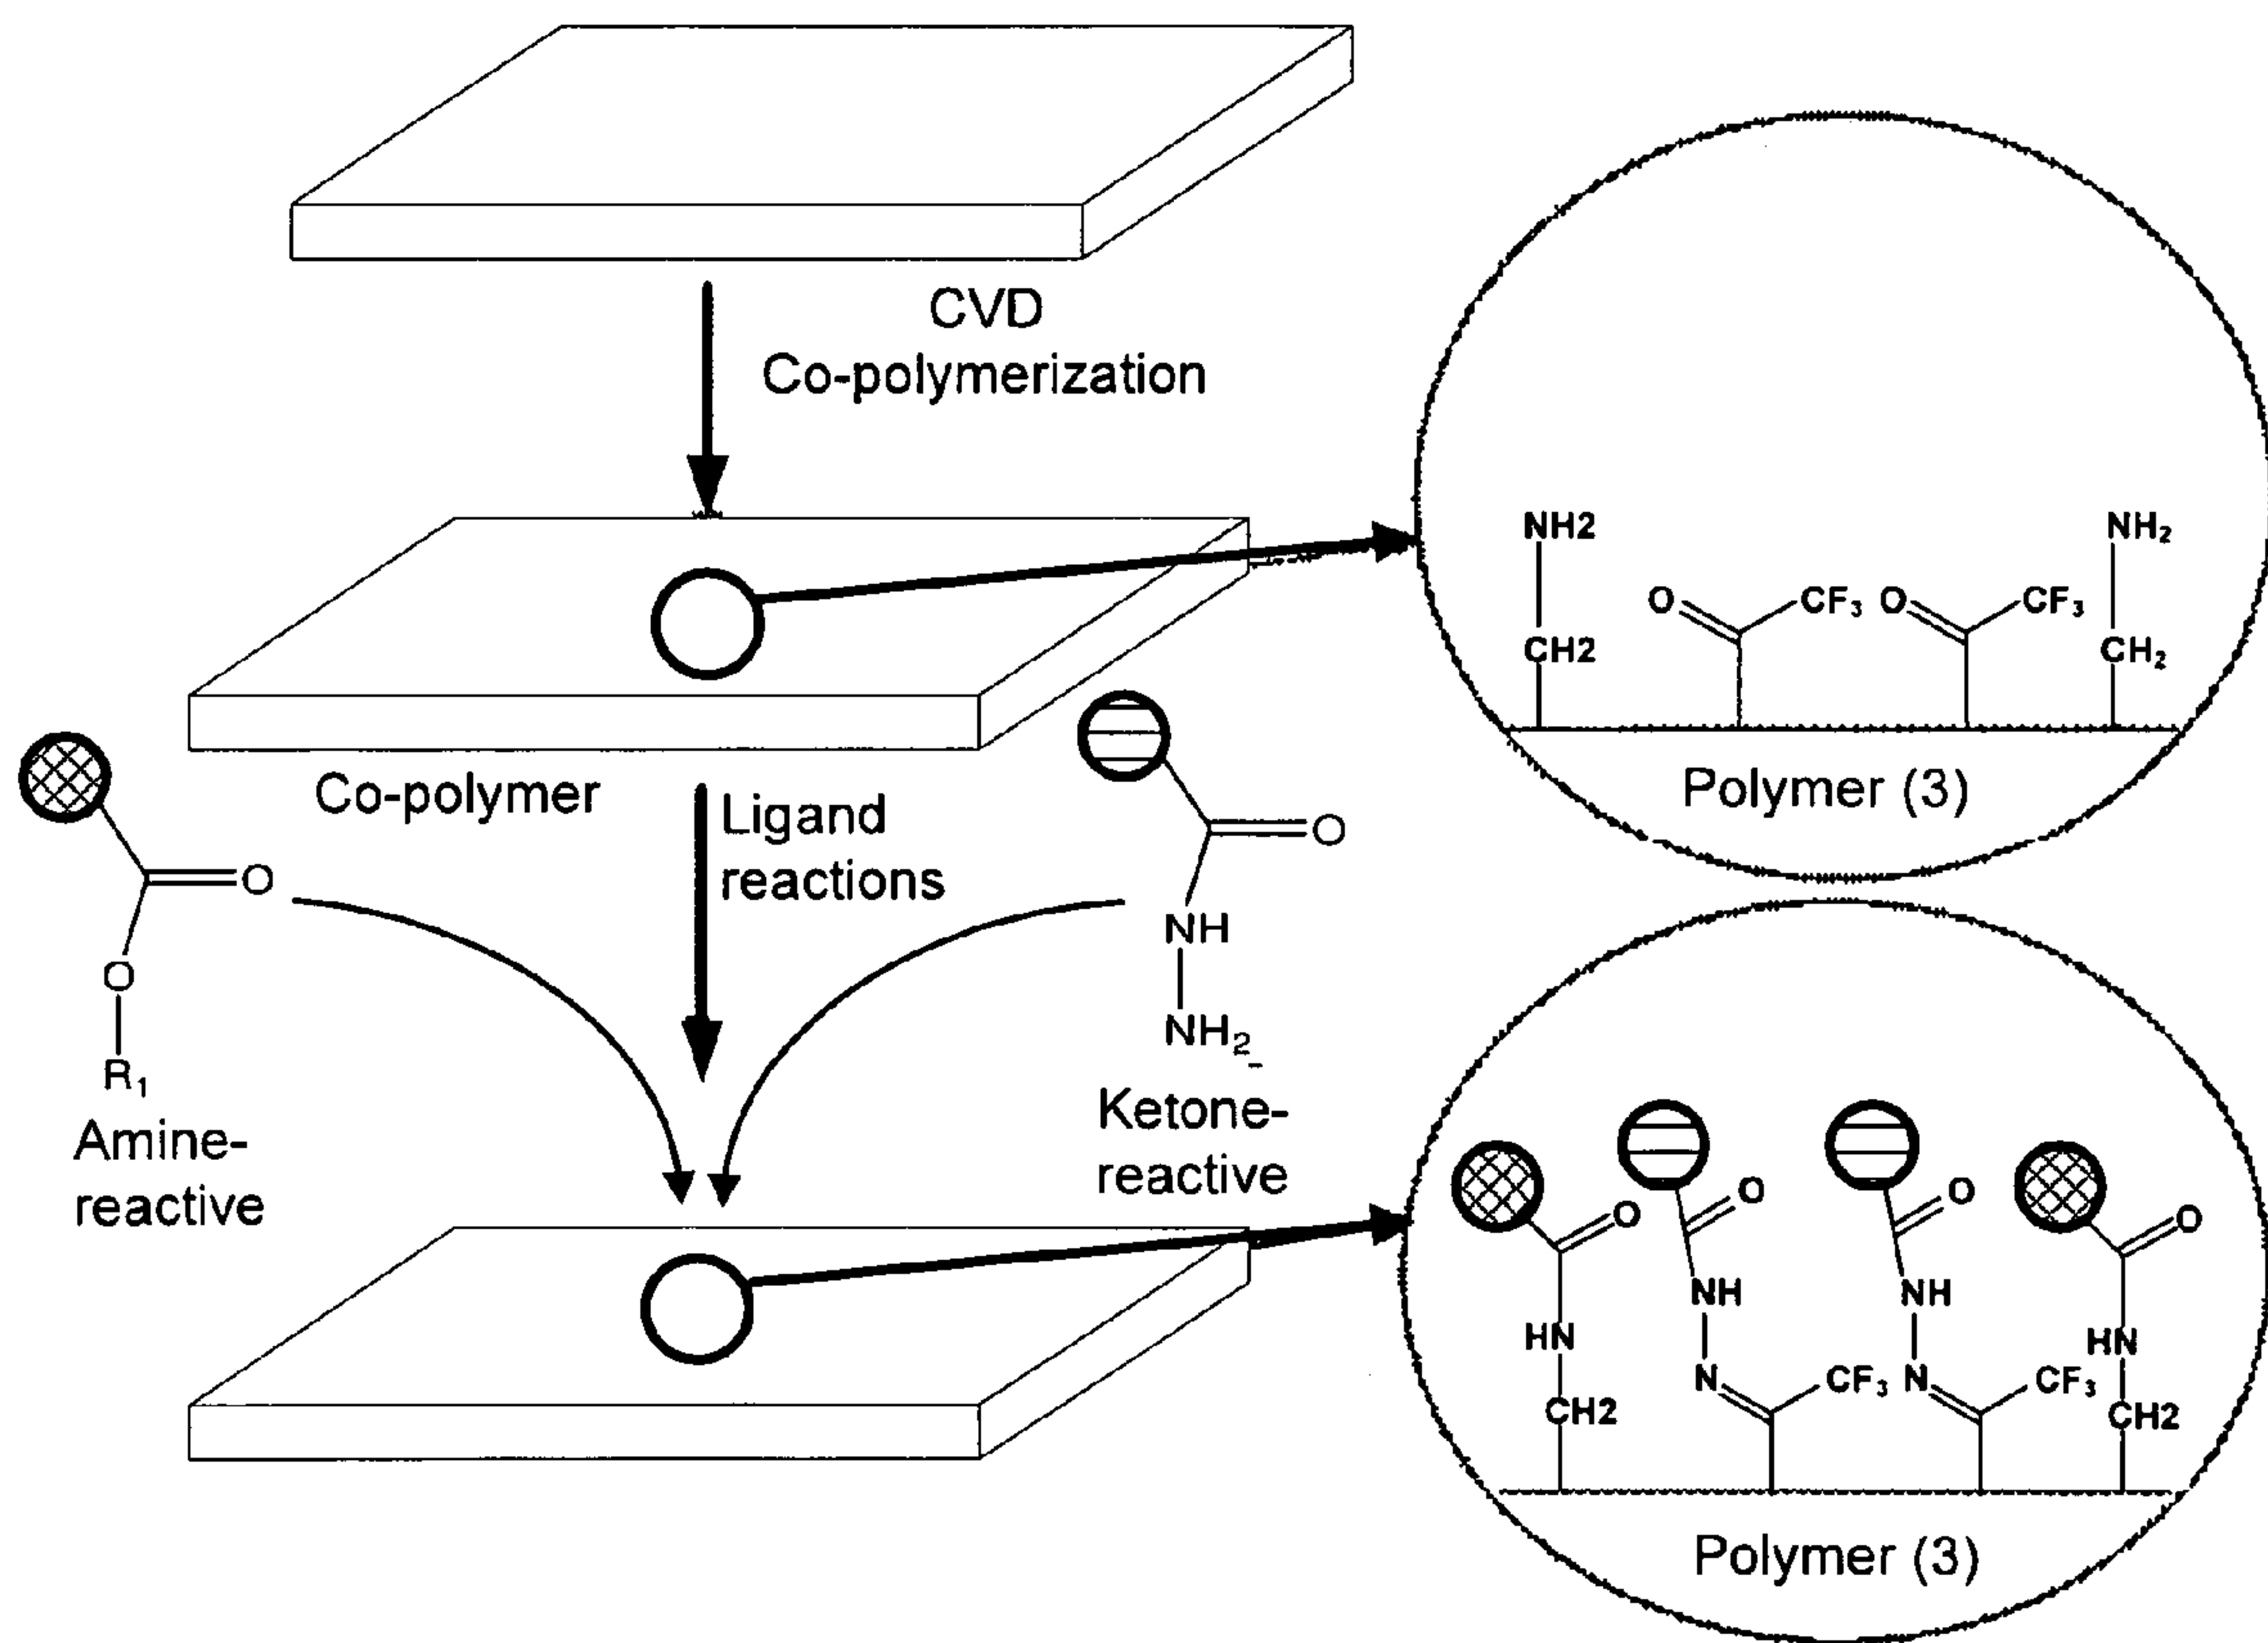 CVD
Co-polymerization
NH2
NH₂
O
CF₃
O
CF₃
CH2
CH₂
Polymer (3)
Co-polymer
Ligand
reactions
O
O
R₁
Amine-
reactive
O
NH
NH₂
Ketone-
reactive
O
O
O
O
NH
NH
HN
HN
N
CF₃
N
CF₃
CH2
CH2
Polymer (3)